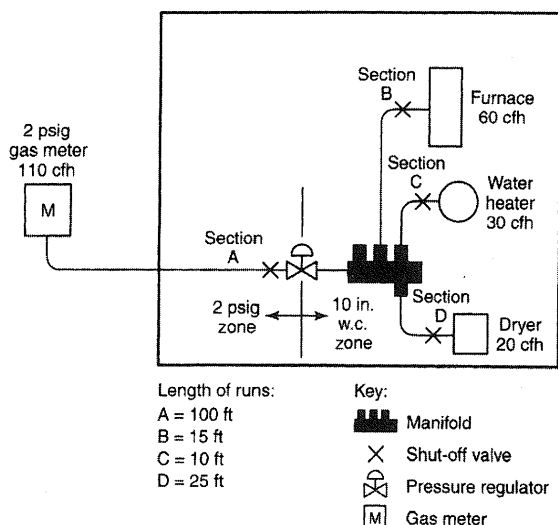 Section
B
Furnace
60 cfh
2 psig
gas meter
110 cfh
M
Section
C
Water
heater
30 cfh
Section
A
Section
D
2 psig
zone
10 in.
w.c.
zone
Dryer
20 cfh
Length of runs:
A = 100 ft
B = 15 ft
C = 10 ft
D = 25 ft
Key:
Manifold
Shut-off valve
Pressure regulator
M
Gas meter